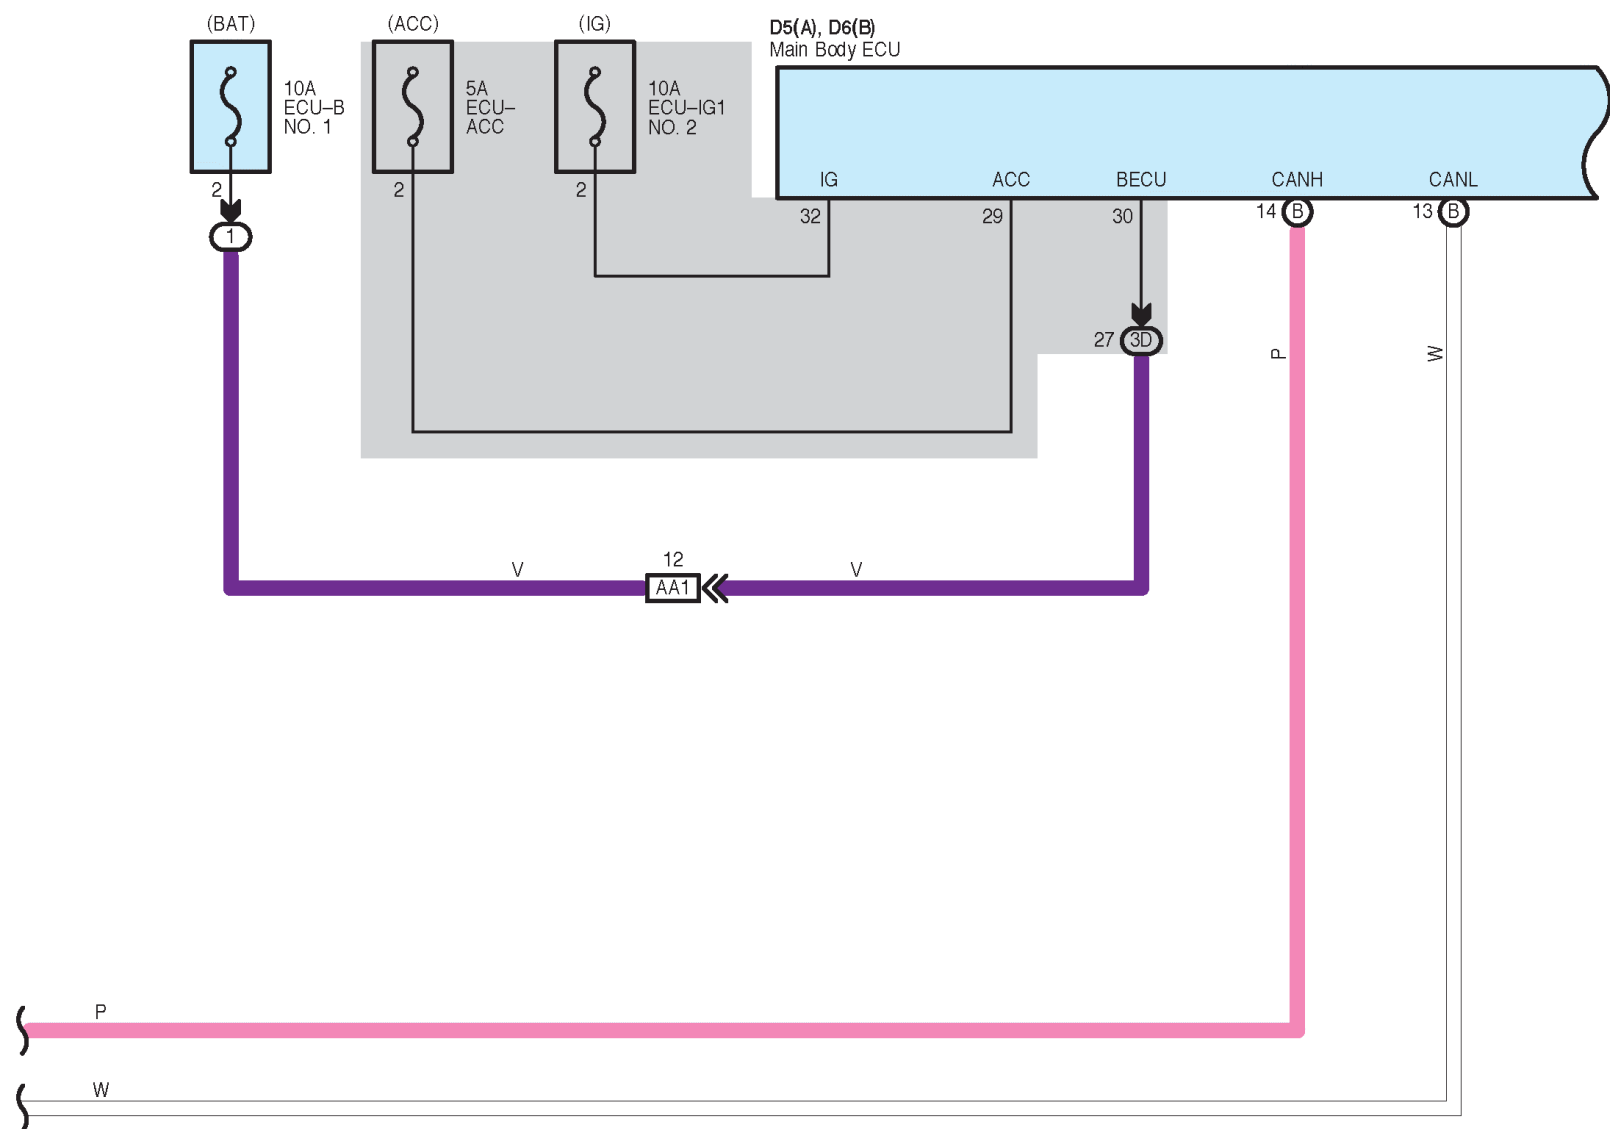 (BAT)
(ACC)
(IG)
D5(A), D6(B)
Main Body ECU
10A
ECU–B
NO. 1
5A
ECU–
ACC
10A
ECU–IG1
NO. 2
IG
ACC
BECU
CANH
CANL
2
2
2
32
29
30
14
B
13
B
1
27
3D
P
W
12
V
AA1
V
P
W